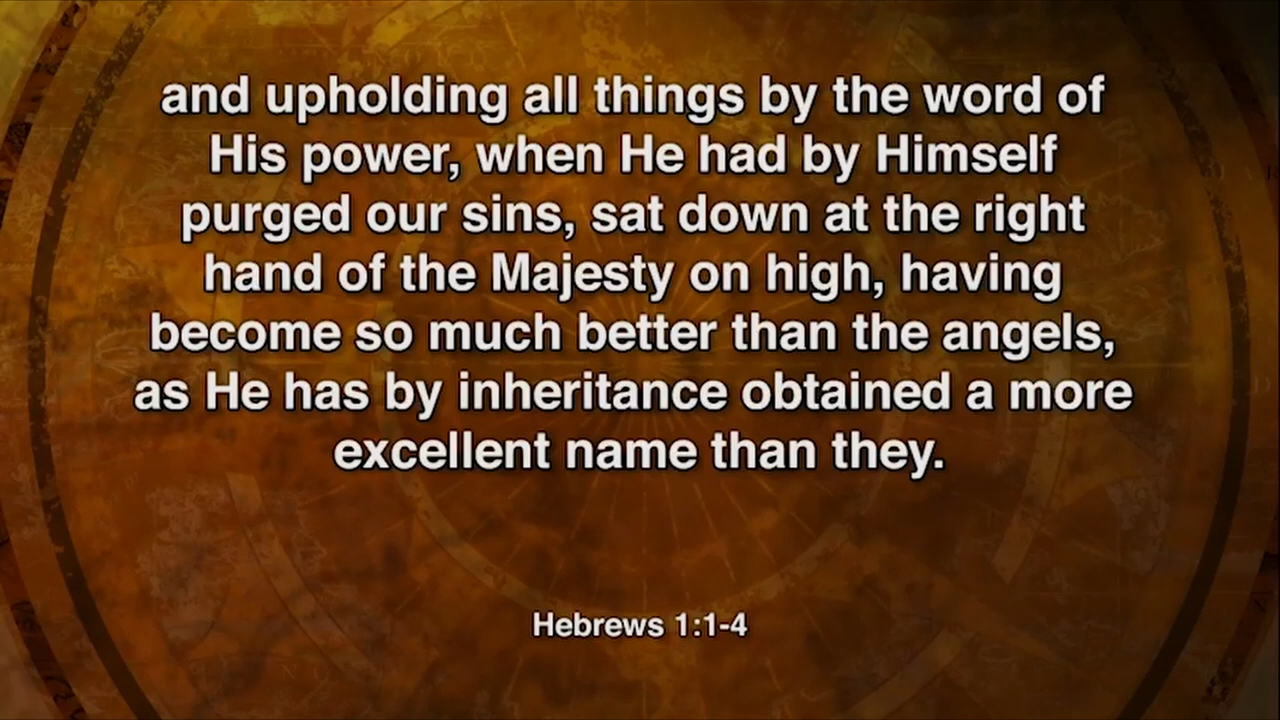 and upholding all things by the word of
His power, when He had by Himself
purged our sins, sat down at the right
hand of the Majesty on high, having
become so much better than the angels,
as He has by inheritance obtained a more
excellent name than they.
Hebrews 1:1-4